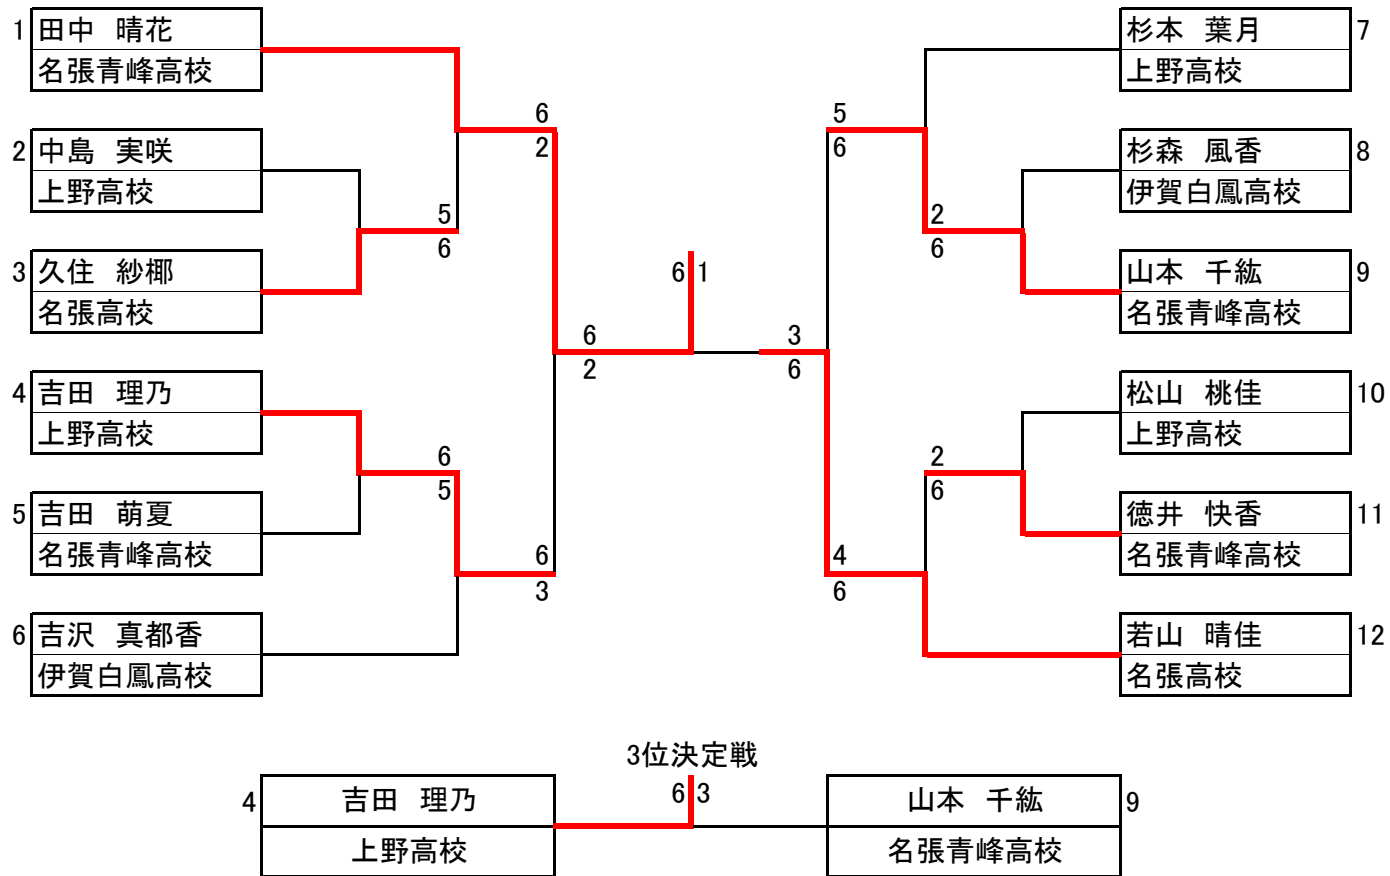 1 田中 晴花
名張青峰高校
2 中島 実咲
上野高校
3 久住 紗椰
名張高校
4 吉田 理乃
上野高校
5 吉田 萌夏
名張青峰高校
6 吉沢 真都香
伊賀白鳳高校
6
2
5
6
6
5
6
3
6
2
6 1
3
6
5
6
2
6
2
6
4
6
杉本 葉月 7
上野高校
杉森 風香 8
伊賀白鳳高校
山本 千紘 9
名張青峰高校
松山 桃佳 10
上野高校
徳井 快香 11
名張青峰高校
若山 晴佳 12
名張高校
3位決定戦
4 吉田 理乃 6 3 山本 千紘 9
上野高校 名張青峰高校